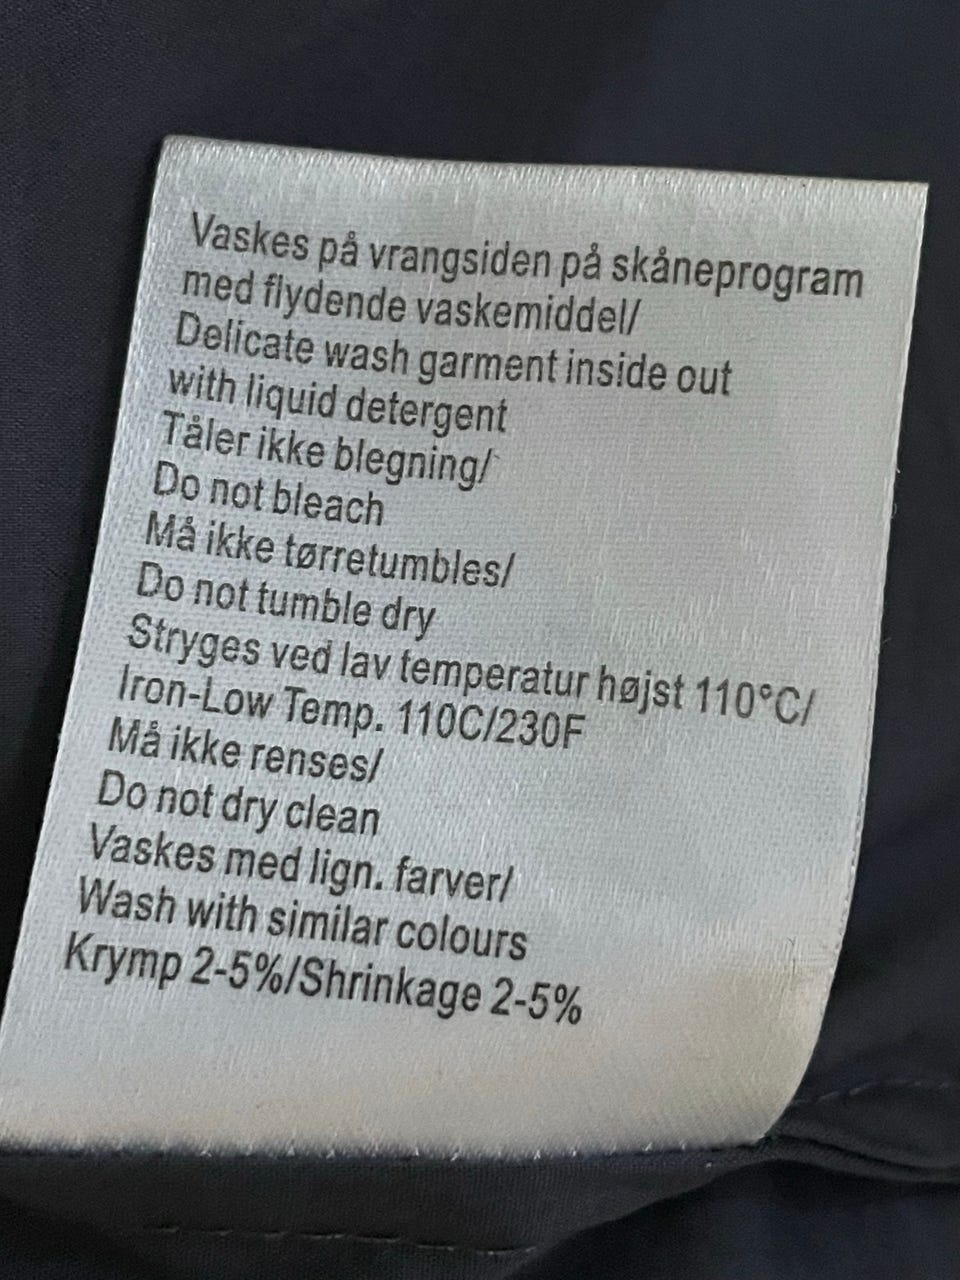 Vaskes på vrangsiden på skåneprogram
med flydende vaskemiddel/
Delicate wash garment inside out
with liquid detergent
Tåler ikke blegning/
Do not bleach
Må ikke tørretumbles/
Do not tumble dry
Stryges ved lav temperatur højst 110°C/
Iron-Low Temp. 110C/230F
Må ikke renses/
Do not dry clean
Vaskes med lign. farver/
Wash with similar colours
Krymp 2-5%/Shrinkage 2-5%